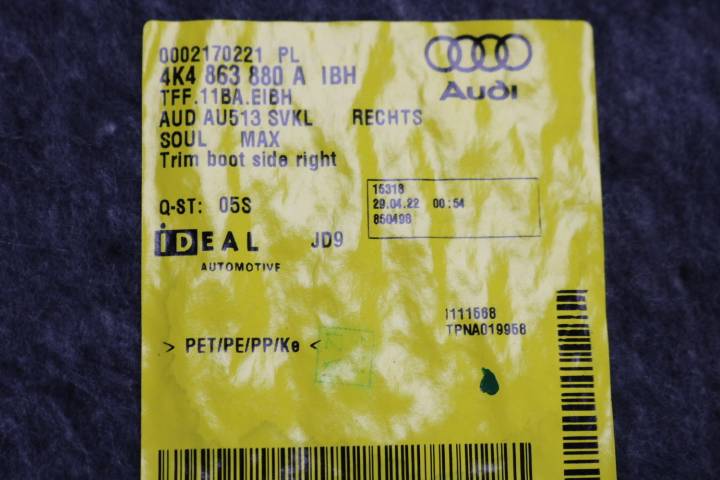 0002170221 PL
4K4 863 880 A IBH
Audi
TFF.11BA.EIBH
AUD AU513 SVKL RECHTS
SOUL MAX
Trim boot side right
Q-ST: 05S
15318
29.04.22 00:54
850498
IDEAL JD9
AUTOMOTIVE
1111568
TPNA019958
> PET/PE/PP/Ke <